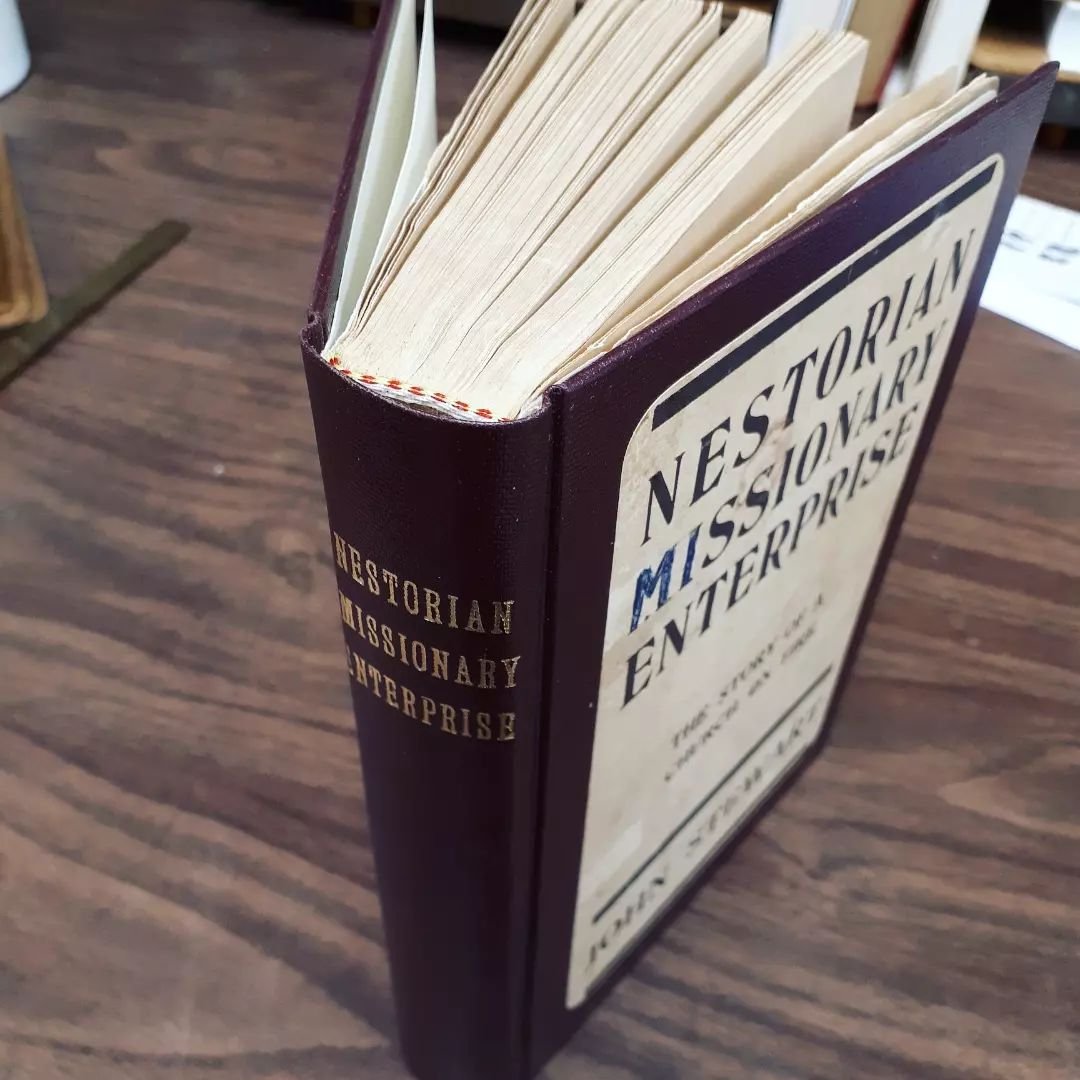 NESTORIAN
MISSIONARY
ENTERPRISE
NESTORIAN
MISSIONARY
ENTERPRISE
THE STORY OF A
CHURCH ON FIRE
JOHN STEWART